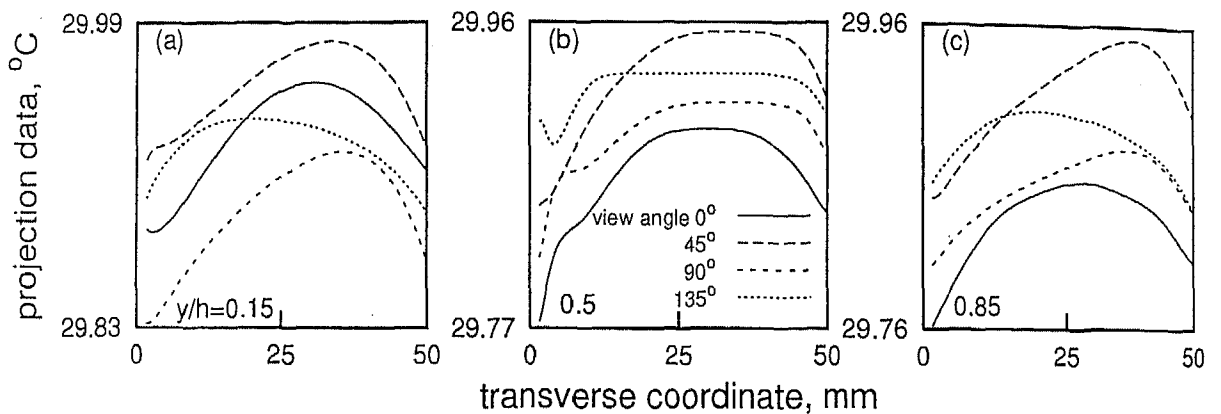 projection data, °C
29.99
29.83
(a)
y/h=0.15
0 25 50
29.96
29.77
(b)
view angle 0°
45°
90°
135°
0.5
0 25 50
29.96
29.76
(c)
0.85
0 25 50
transverse coordinate, mm